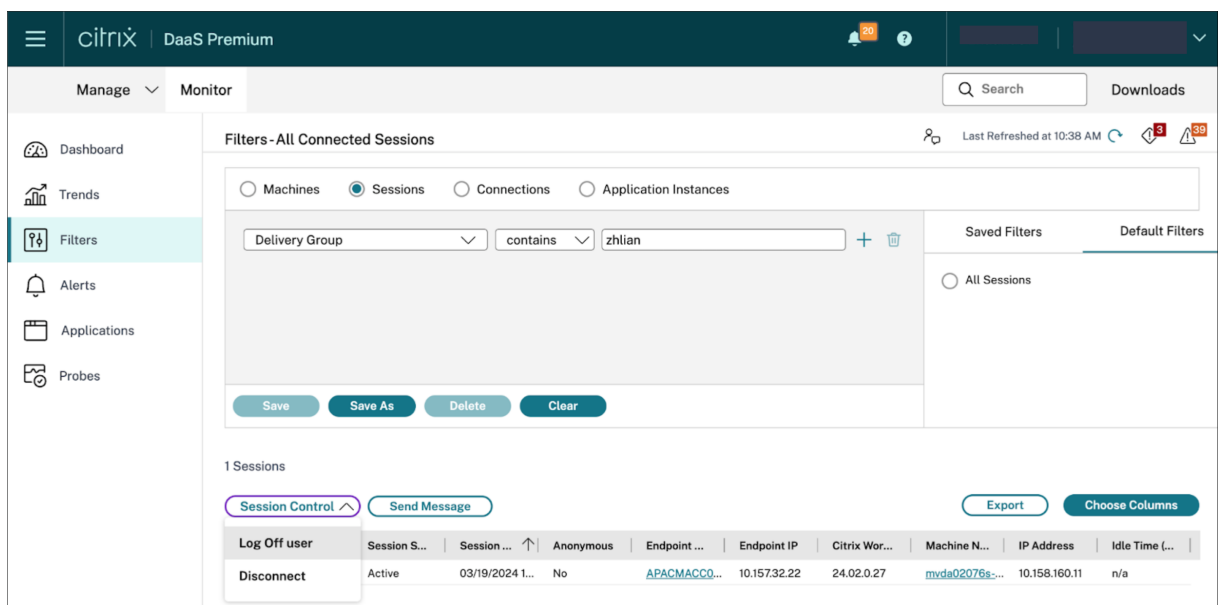 citrix | DaaS Premium
20
Manage
Monitor
Search
Downloads
Dashboard
Trends
Filters
Alerts
Applications
Probes
Filters - All Connected Sessions
Last Refreshed at 10:38 AM
3
39
Machines
Sessions
Connections
Application Instances
Delivery Group
contains
zhlian
Saved Filters
Default Filters
All Sessions
Save
Save As
Delete
Clear
1 Sessions
Session Control
Send Message
Export
Choose Columns
Log Off user
Disconnect
Session S... Session ... Anonymous Endpoint ... Endpoint IP Citrix Wor... Machine N... IP Address Idle Time (...
Active 03/19/2024 1... No APACMACC0... 10.157.32.22 24.02.0.27 mvda02076s-... 10.158.160.11 n/a